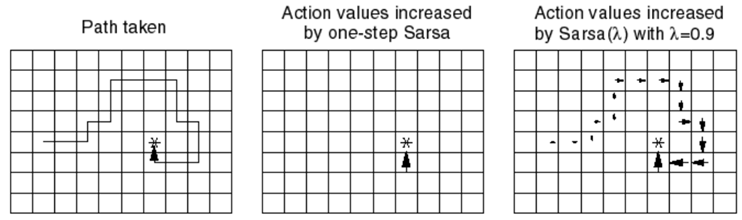 Path taken
Action values increased
by one-step Sarsa
Action values increased
by Sarsa(λ) with λ=0.9